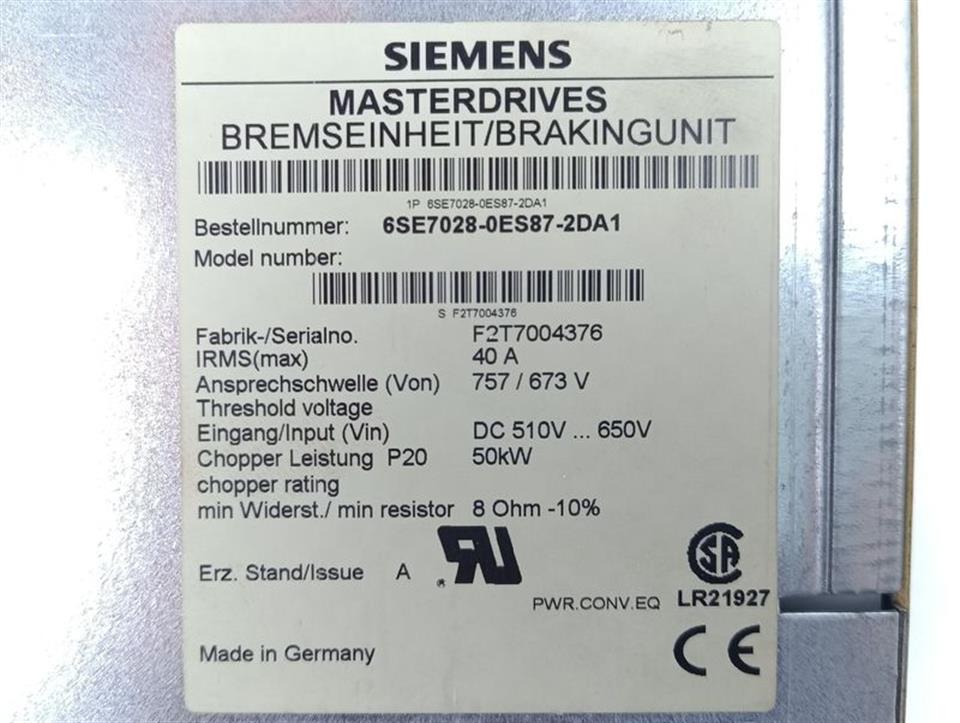 SIEMENS
MASTERDRIVES
BREMSEINHEIT/BRAKINGUNIT
1P 6SE7028-0ES87-2DA1
Bestellnummer: 6SE7028-0ES87-2DA1
Model number:
S F2T7004376
Fabrik-/Serialno. F2T7004376
IRMS(max) 40 A
Ansprechschwelle (Von) 757 / 673 V
Threshold voltage
Eingang/Input (Vin) DC 510V ... 650V
Chopper Leistung P20 50kW
chopper rating
min Widerst./ min resistor 8 Ohm -10%
Erz. Stand/Issue A RU ® SA
PWR.CONV.EQ LR21927
Made in Germany CE